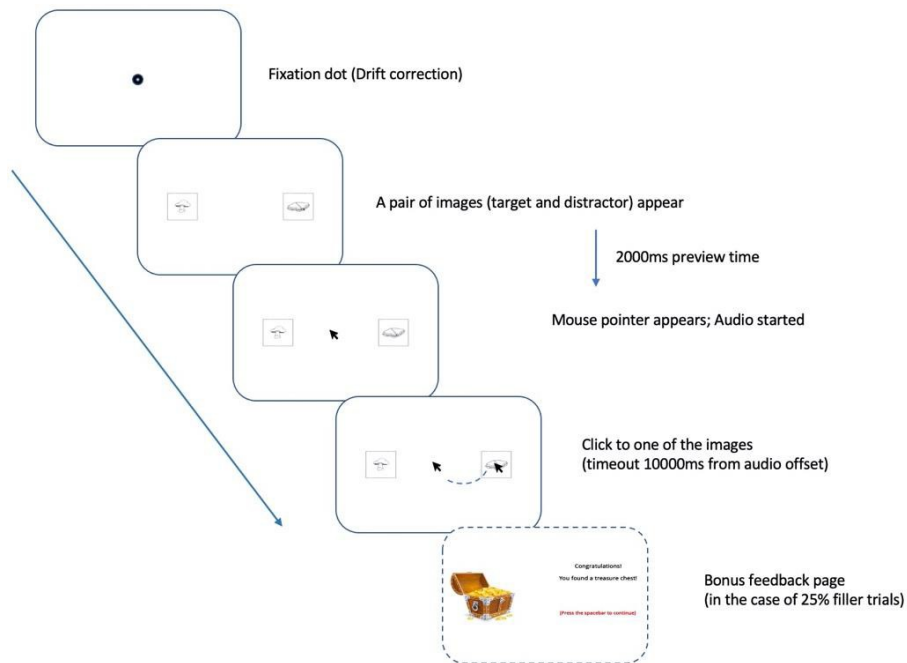 Fixation dot (Drift correction)
A pair of images (target and distractor) appear
2000ms preview time
Mouse pointer appears; Audio started
Click to one of the images
(timeout 10000ms from audio offset)
Congratulations!
You found a treasure chest!
(Press the spacebar to continue)
Bonus feedback page
(in the case of 25% filler trials)